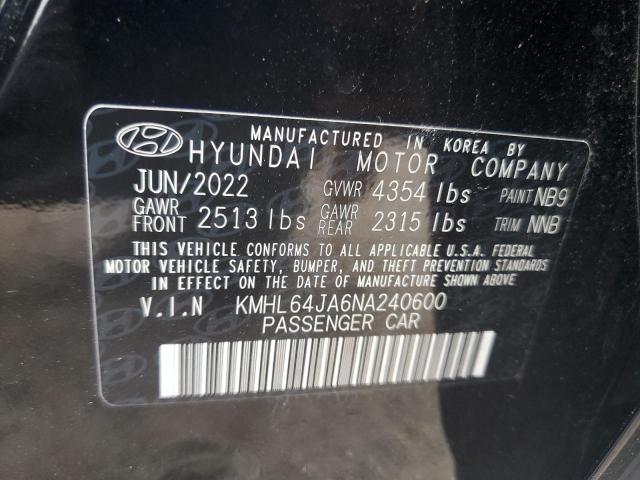 MANUFACTURED IN KOREA BY
HYUNDAI MOTOR COMPANY
JUN/2022 GVWR 4354 lbs PAINT NB9
GAWR FRONT 2513 lbs GAWR REAR 2315 lbs TRIM NNB
THIS VEHICLE CONFORMS TO ALL APPLICABLE U.S.A. FEDERAL
MOTOR VEHICLE SAFETY, BUMPER, AND THEFT PREVENTION STANDARDS
IN EFFECT ON THE DATE OF MANUFACTURE SHOWN ABOVE
V.I.N KMHL64JA6NA240600
PASSENGER CAR